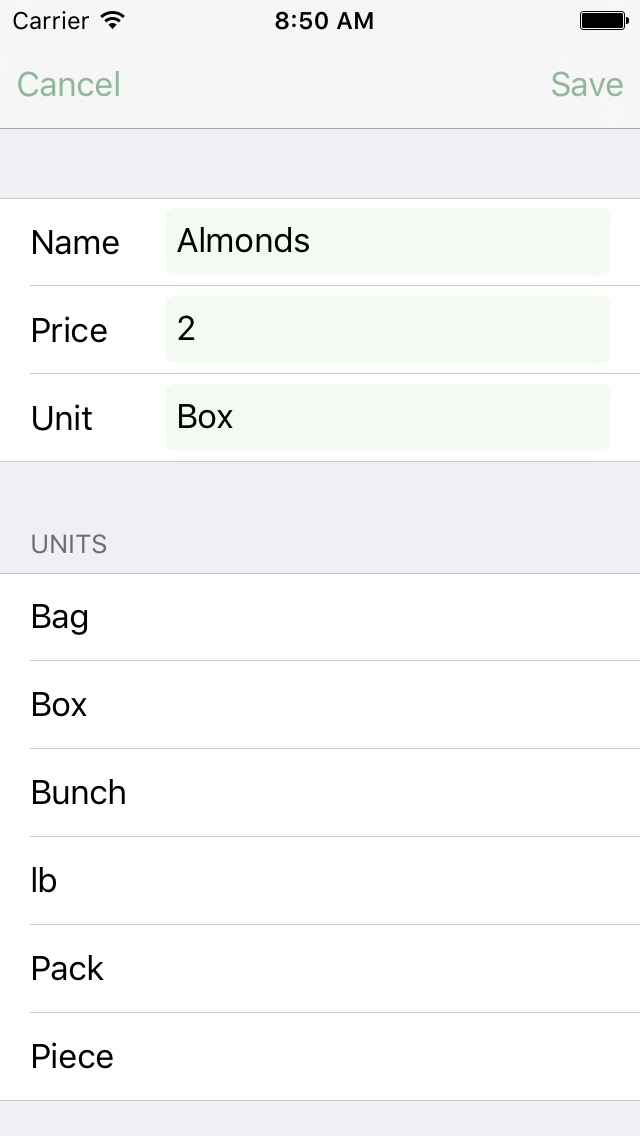 Carrier 8:50 AM
Cancel Save
Name Almonds
Price 2
Unit Box
UNITS
Bag
Box
Bunch
lb
Pack
Piece